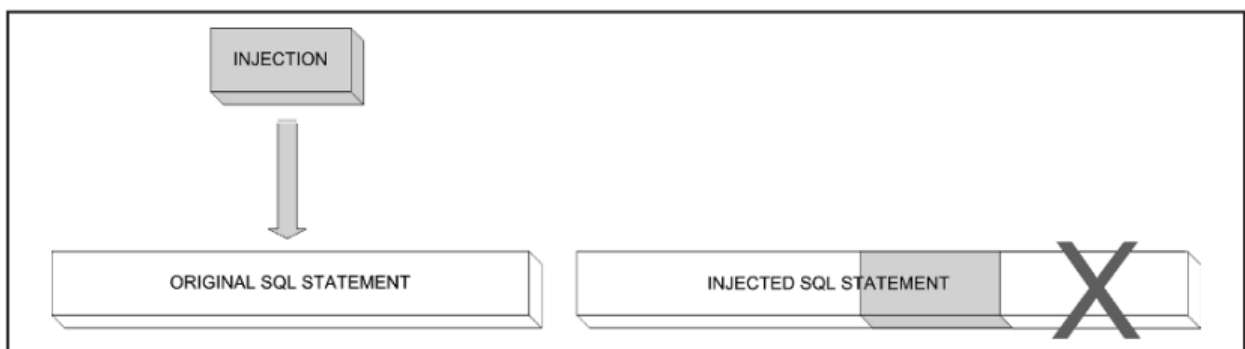 INJECTION
ORIGINAL SQL STATEMENT
INJECTED SQL STATEMENT